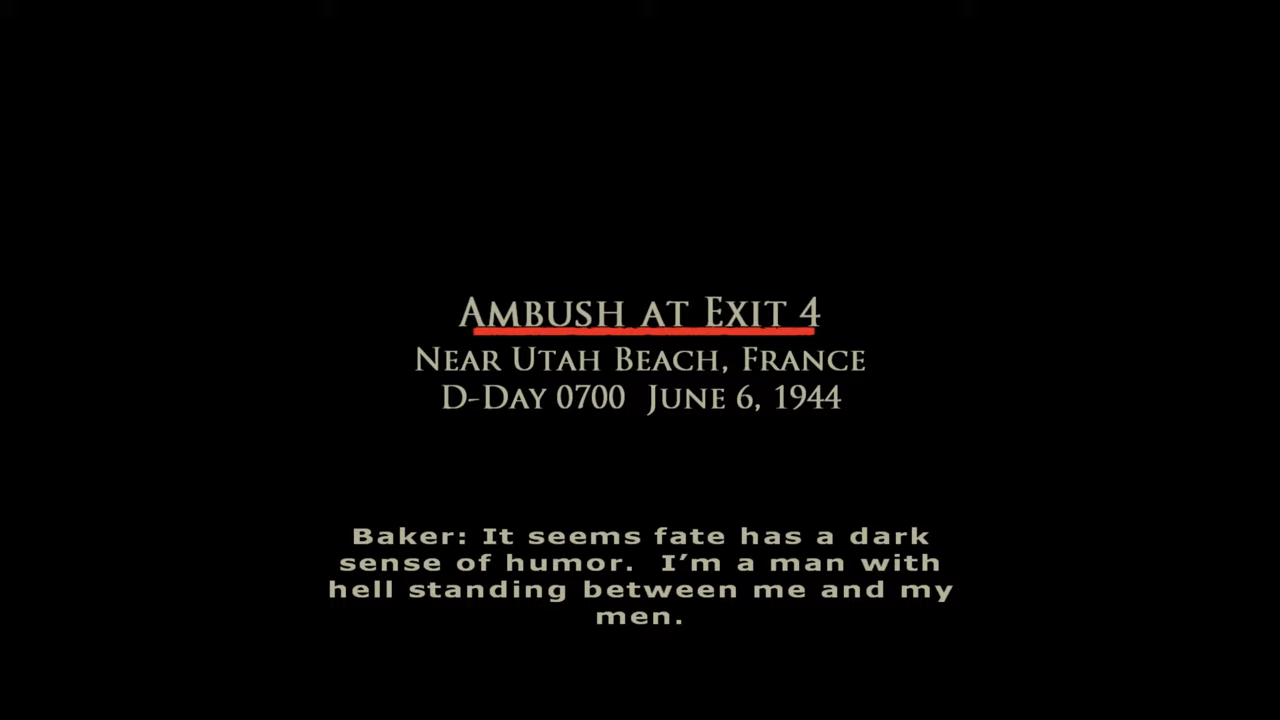 Ambush at Exit 4
Near Utah Beach, France
D-Day 0700 June 6, 1944
Baker: It seems fate has a dark
sense of humor. I'm a man with
hell standing between me and my
men.